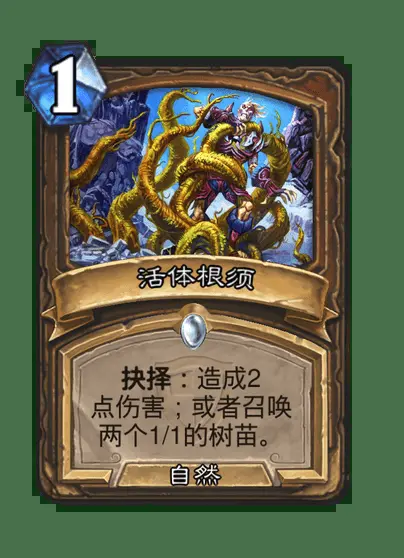 1
活体根须
抉择：造成2
点伤害；或者召唤
两个1/1的树苗。
自然